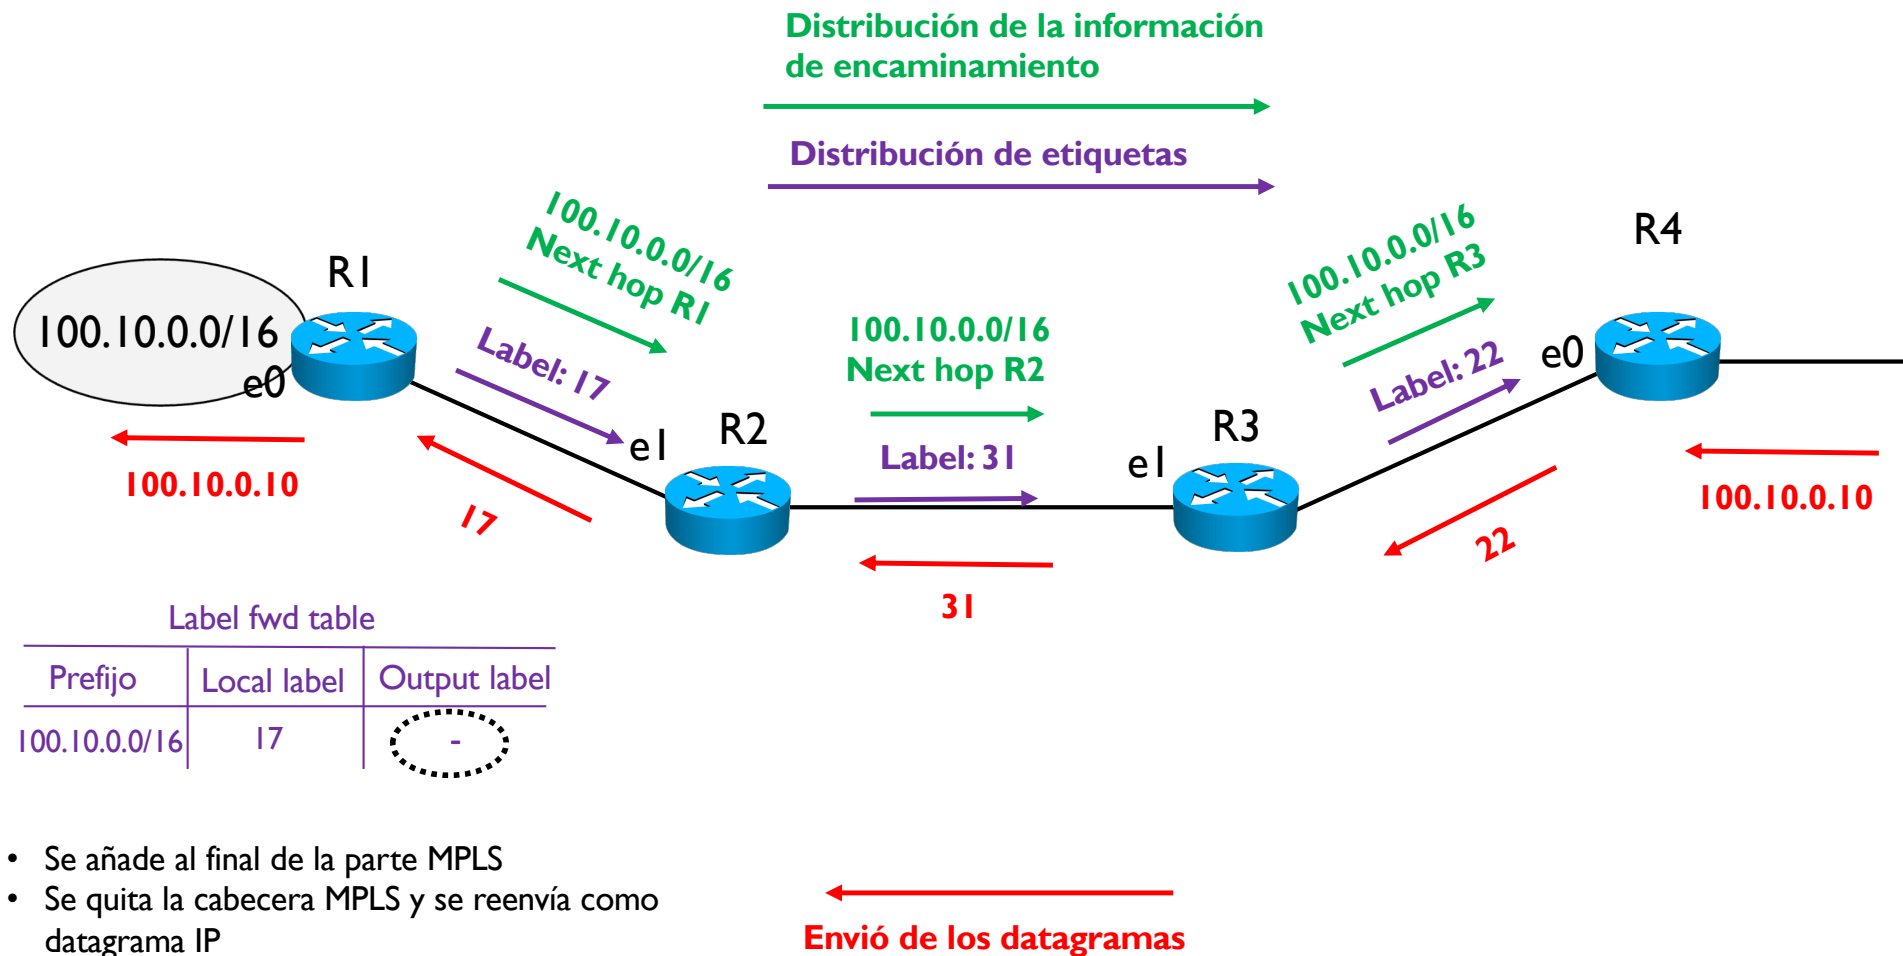 Distribución de la información
de encaminamiento
Distribución de etiquetas
100.10.0.0/16
Next hop R1
100.10.0.0/16
Next hop R3
R4
R1
100.10.0.0/16
e0
Label: 17
100.10.0.0/16
Next hop R2
Label: 22
e0
R2
e1
R3
e1
Label: 31
100.10.0.10
17
31
22
100.10.0.10
Label fwd table
Prefijo Local label Output label
100.10.0.0/16 17 -
• Se añade al final de la parte MPLS
• Se quita la cabecera MPLS y se reenvía como
datagrama IP
Envió de los datagramas